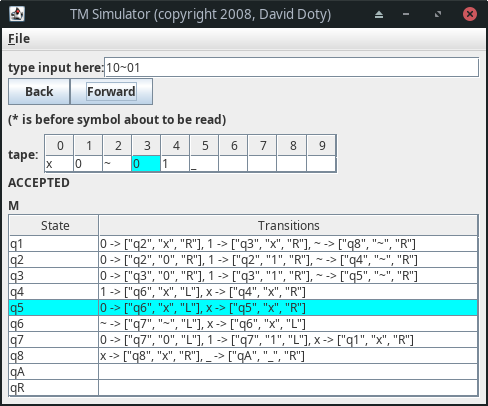 TM Simulator (copyright 2008, David Doty)
File
type input here: 10~01
Back Forward
(* is before symbol about to be read)
tape: 0 1 2 3 4 5 6 7 8 9
x 0 ~ 0 1 _
ACCEPTED
M
State Transitions
q1 0 -> ["q2", "x", "R"], 1 -> ["q3", "x", "R"], ~ -> ["q8", "~", "R"]
q2 0 -> ["q2", "0", "R"], 1 -> ["q2", "1", "R"], ~ -> ["q4", "~", "R"]
q3 0 -> ["q3", "0", "R"], 1 -> ["q3", "1", "R"], ~ -> ["q5", "~", "R"]
q4 1 -> ["q6", "x", "L"], x -> ["q4", "x", "R"]
q5 0 -> ["q6", "x", "L"], x -> ["q5", "x", "R"]
q6 ~ -> ["q7", "~", "L"], x -> ["q6", "x", "L"]
q7 0 -> ["q7", "0", "L"], 1 -> ["q7", "1", "L"], x -> ["q1", "x", "R"]
q8 x -> ["q8", "x", "R"], _ -> ["qA", "_", "R"]
qA
qR